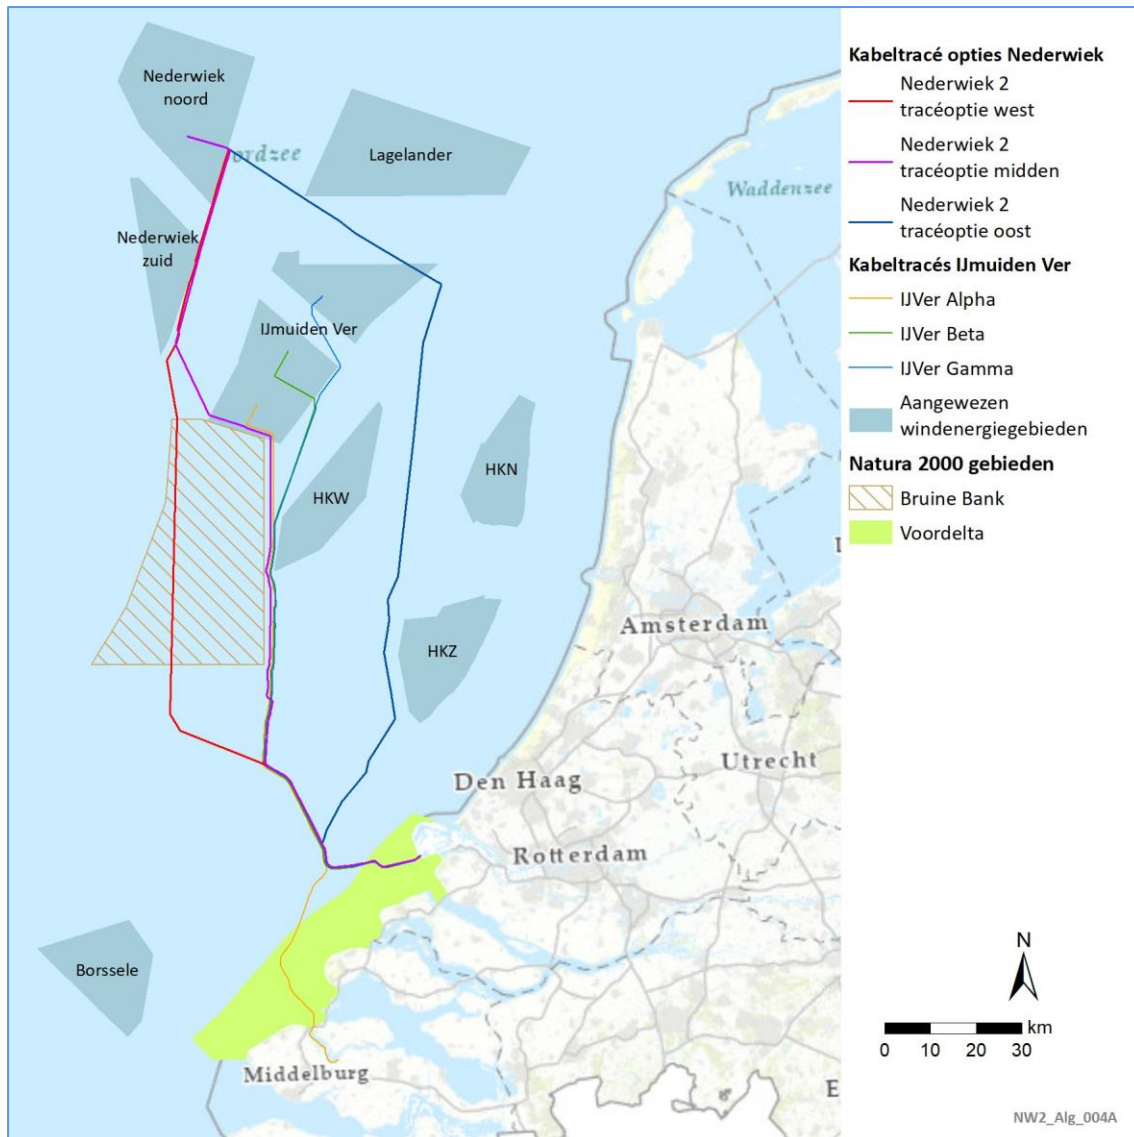 Nederwiek
noord
ordzee
Lagelander
Waddenzee
Nederwiek
zuid
IJmuiden Ver
HKW
HKN
HKZ
Amsterdam
Utrecht
Den Haag
Rotterdam
Borssele
Middelburg
Kabeltracé opties Nederwiek
Nederwiek 2
tracéoptie west
Nederwiek 2
tracéoptie midden
Nederwiek 2
tracéoptie oost
Kabeltracés IJmuiden Ver
IJVer Alpha
IJVer Beta
IJVer Gamma
Aangewezen
windenergiegebieden
Natura 2000 gebieden
Bruine Bank
Voordelta
N
km
0 10 20 30
NW2_Alg_004A